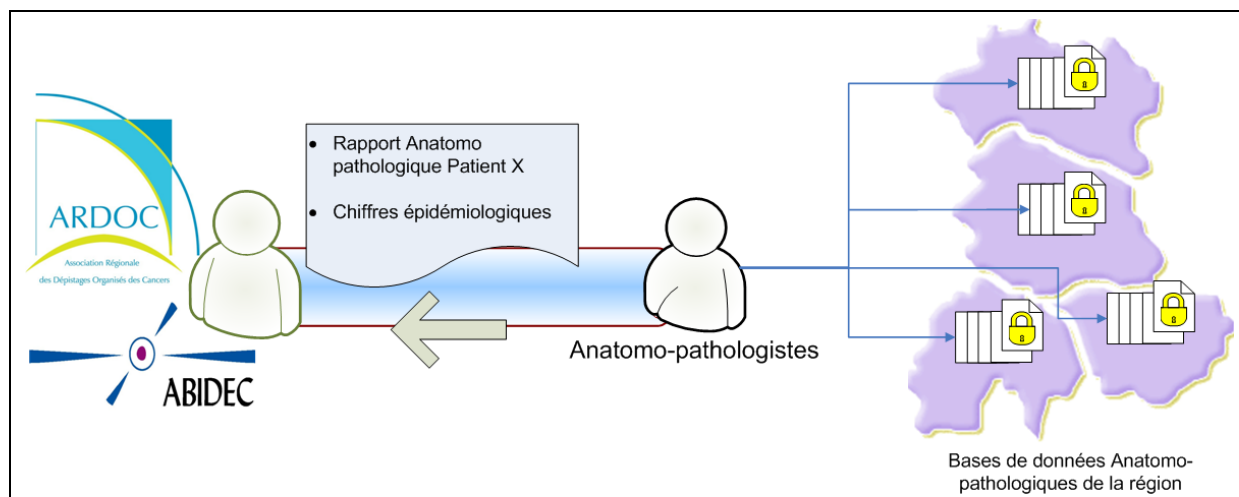 ARDOC
Association Régionale
des Dépistages Organisés des Cancers
ABIDEC
• Rapport Anatomo
pathologique Patient X
• Chiffres épidémiologiques
Anatomo-pathologistes
Bases de données Anatomo-
pathologiques de la région